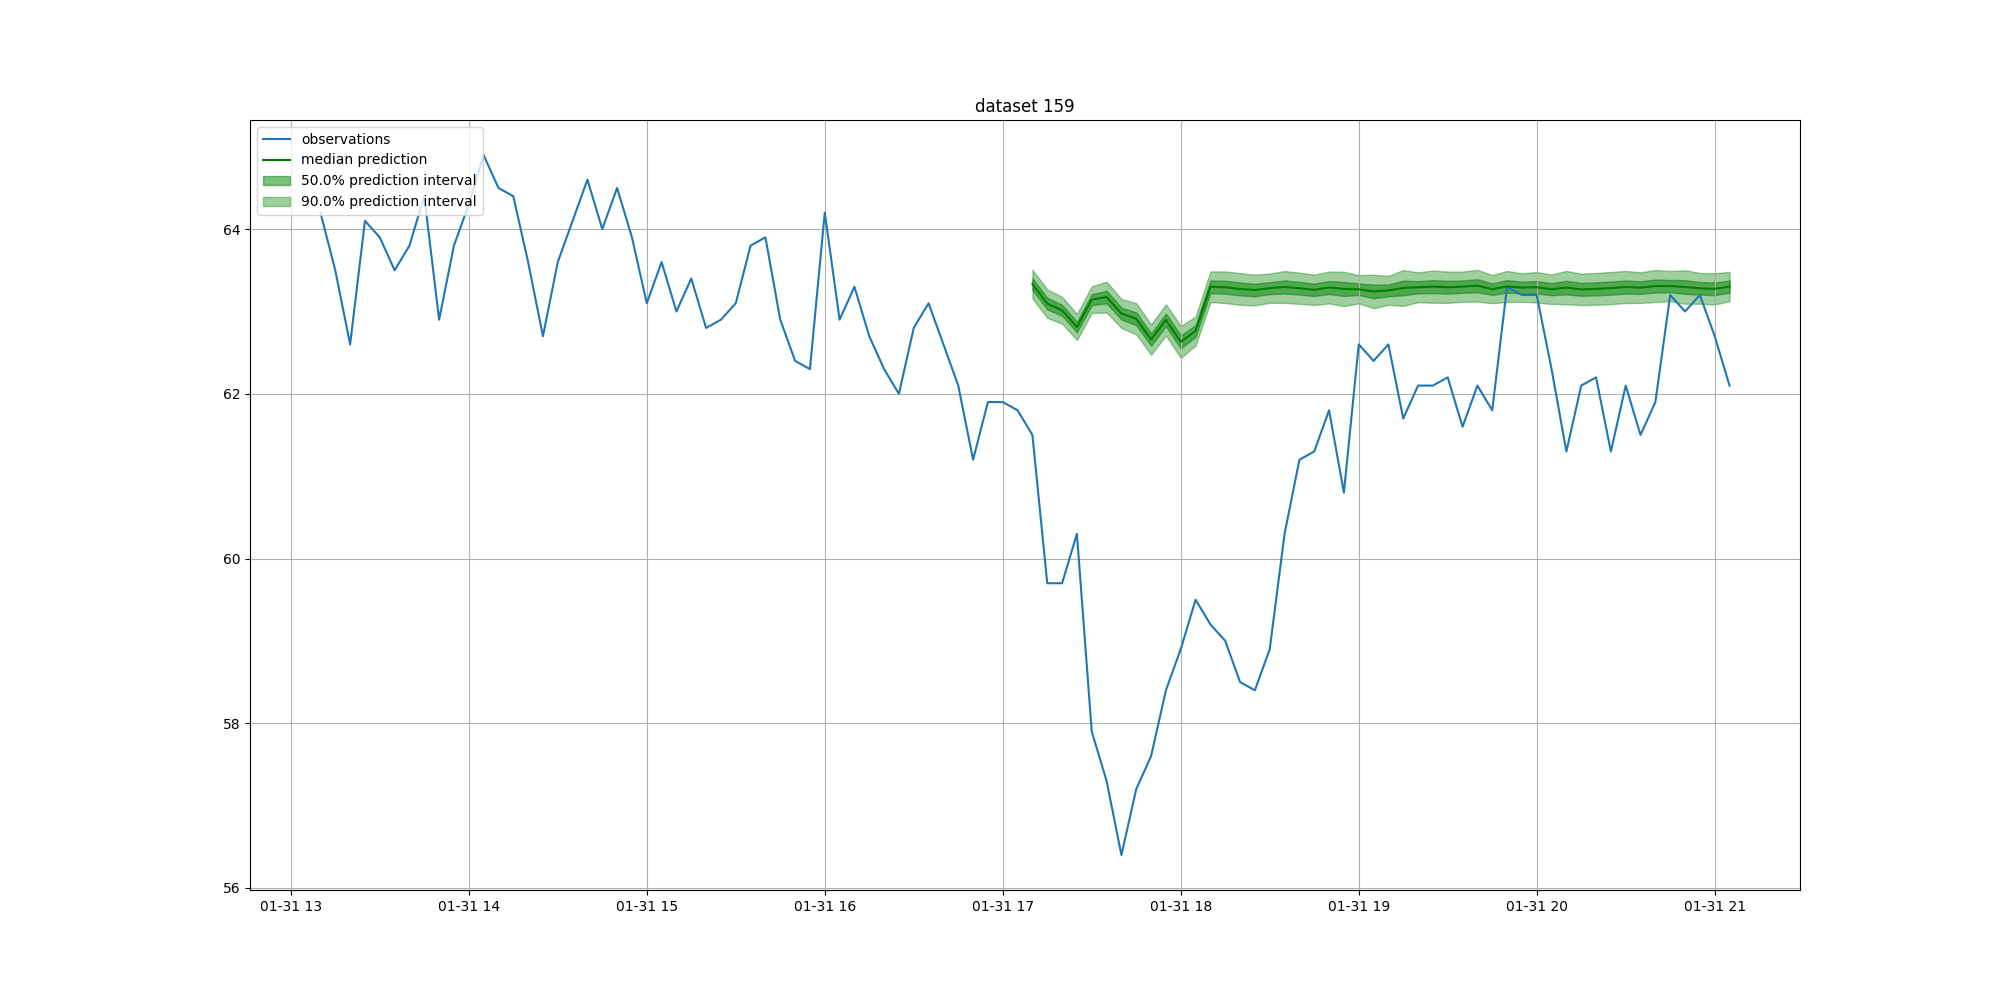 dataset 159
observations
median prediction
50.0% prediction interval
90.0% prediction interval
64
62
60
58
56
01-31 13
01-31 14
01-31 15
01-31 16
01-31 17
01-31 18
01-31 19
01-31 20
01-31 21